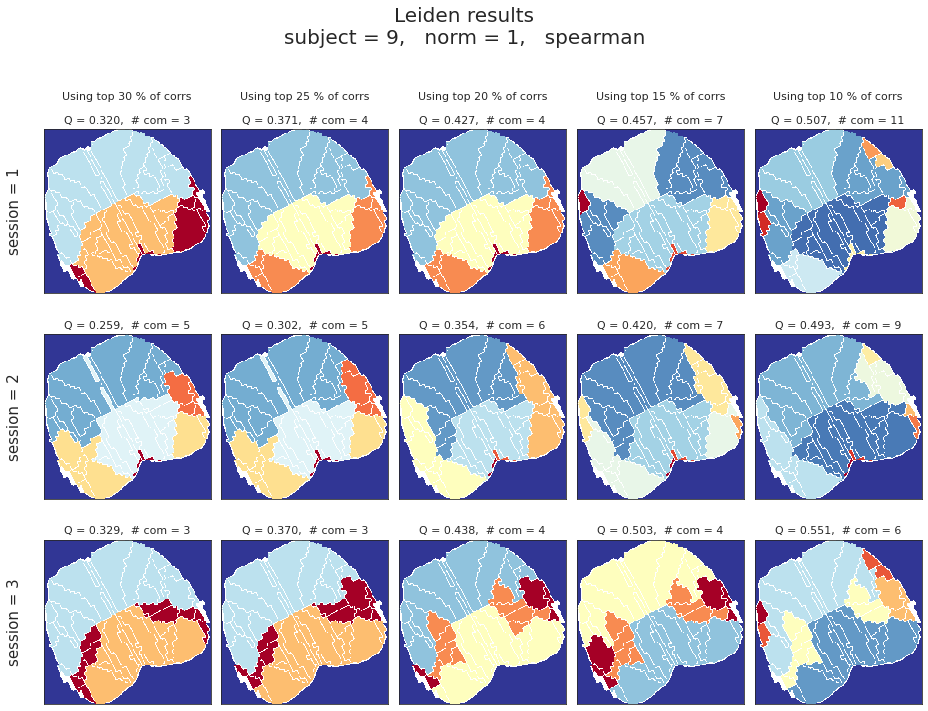 Leiden results
subject = 9,   norm = 1,   spearman
Using top 30 % of corrs
Using top 25 % of corrs
Using top 20 % of corrs
Using top 15 % of corrs
Using top 10 % of corrs
session = 1
Q = 0.320,  # com = 3
Q = 0.371,  # com = 4
Q = 0.427,  # com = 4
Q = 0.457,  # com = 7
Q = 0.507,  # com = 11
session = 2
Q = 0.259,  # com = 5
Q = 0.302,  # com = 5
Q = 0.354,  # com = 6
Q = 0.420,  # com = 7
Q = 0.493,  # com = 9
session = 3
Q = 0.329,  # com = 3
Q = 0.370,  # com = 3
Q = 0.438,  # com = 4
Q = 0.503,  # com = 4
Q = 0.551,  # com = 6